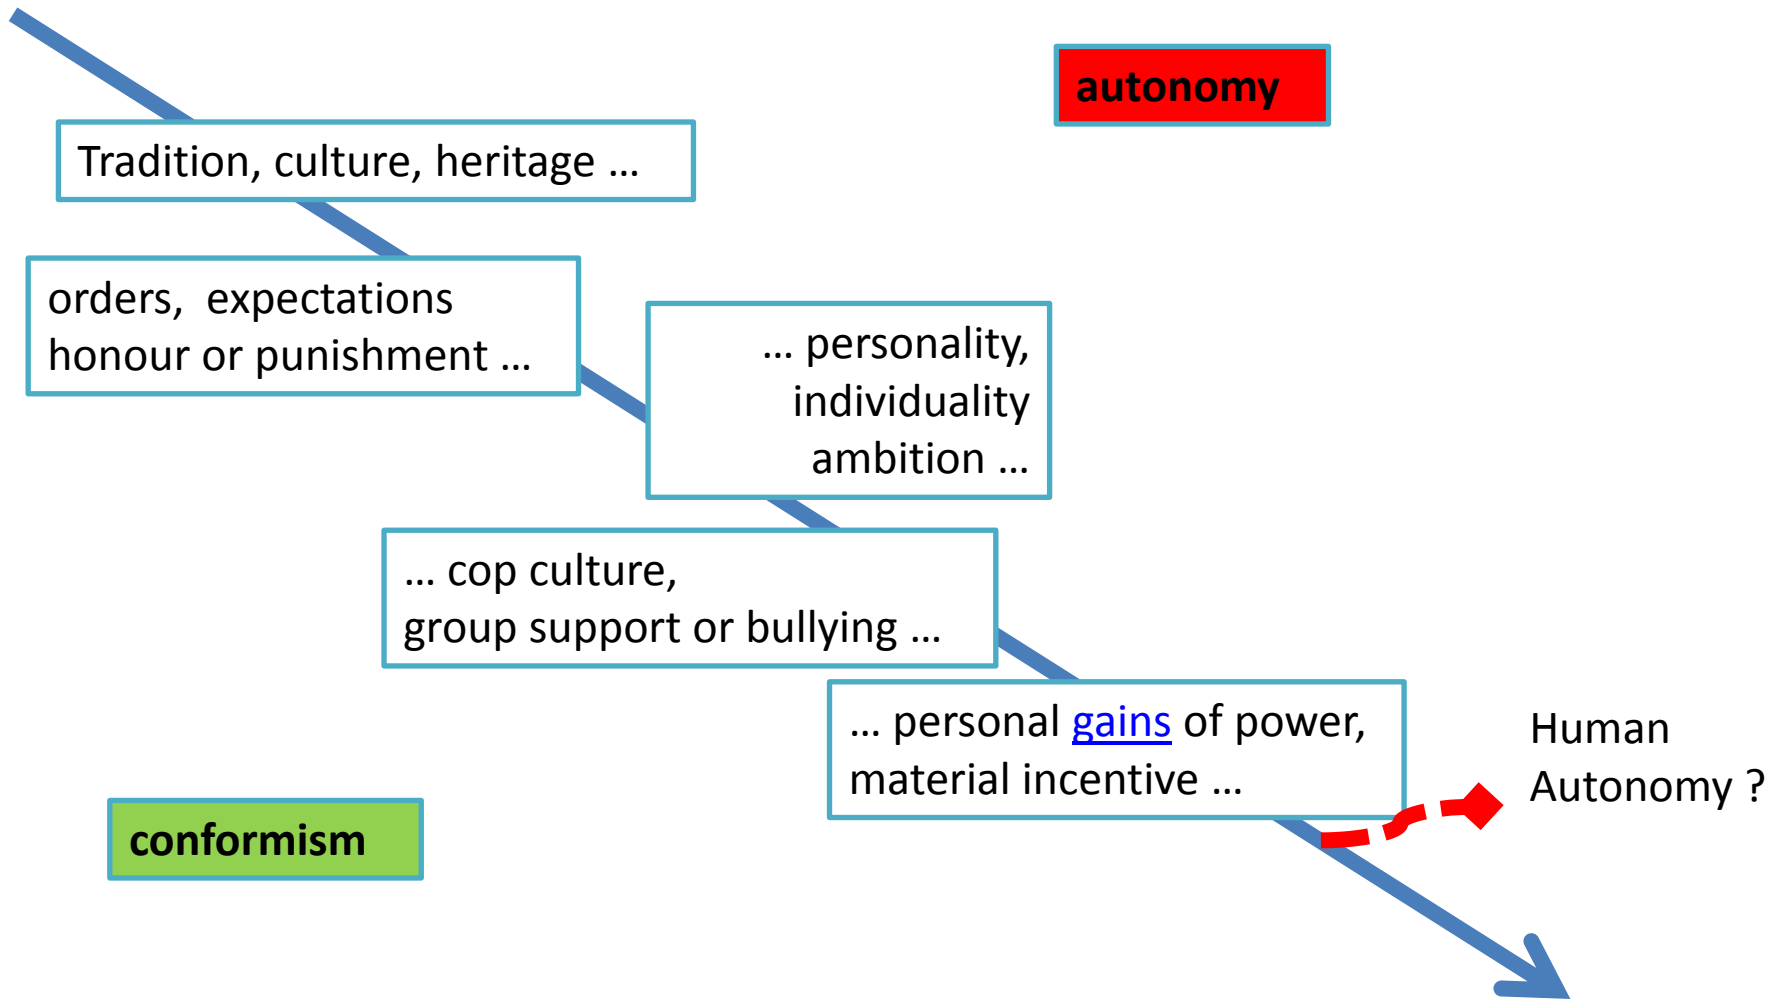 autonomy
Tradition, culture, heritage …
orders,  expectations
honour or punishment …
… personality,
individuality
ambition …
… cop culture,
group support or bullying …
… personal gains of power,
material incentive …
Human
Autonomy ?
conformism